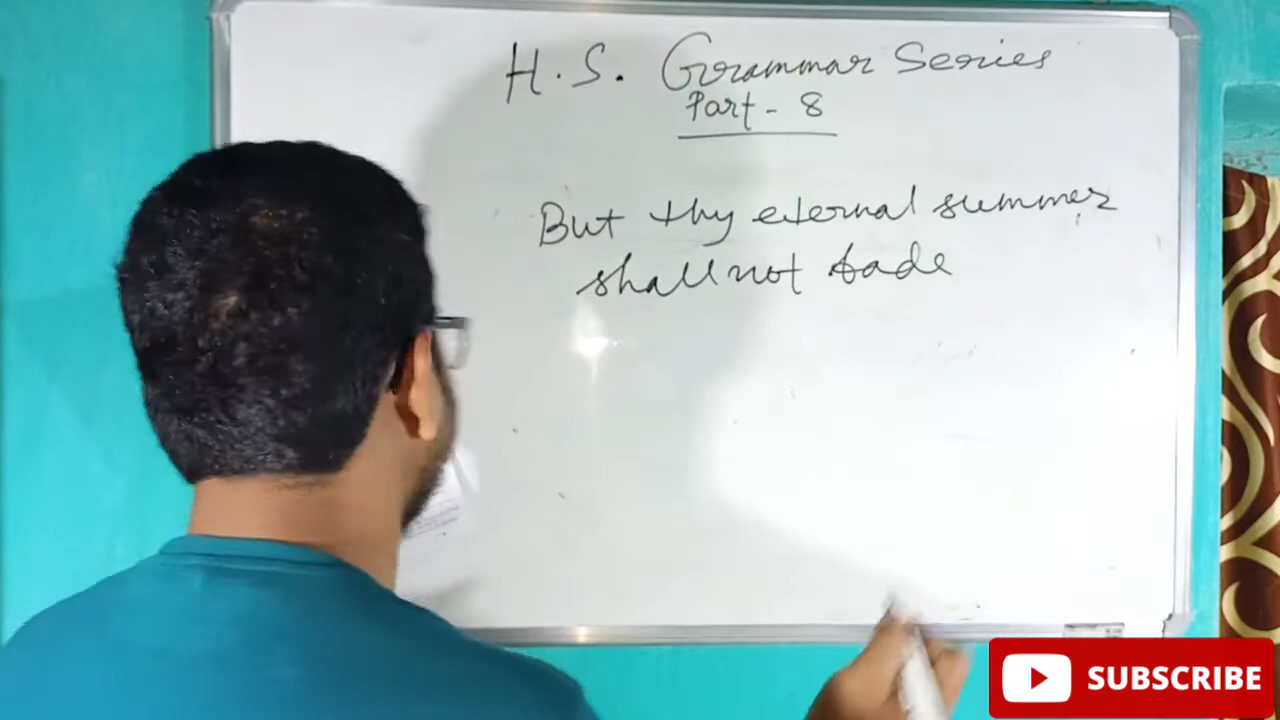 H.S. Grammar Series
Part - 8
But thy eternal summer
shall not fade
SUBSCRIBE